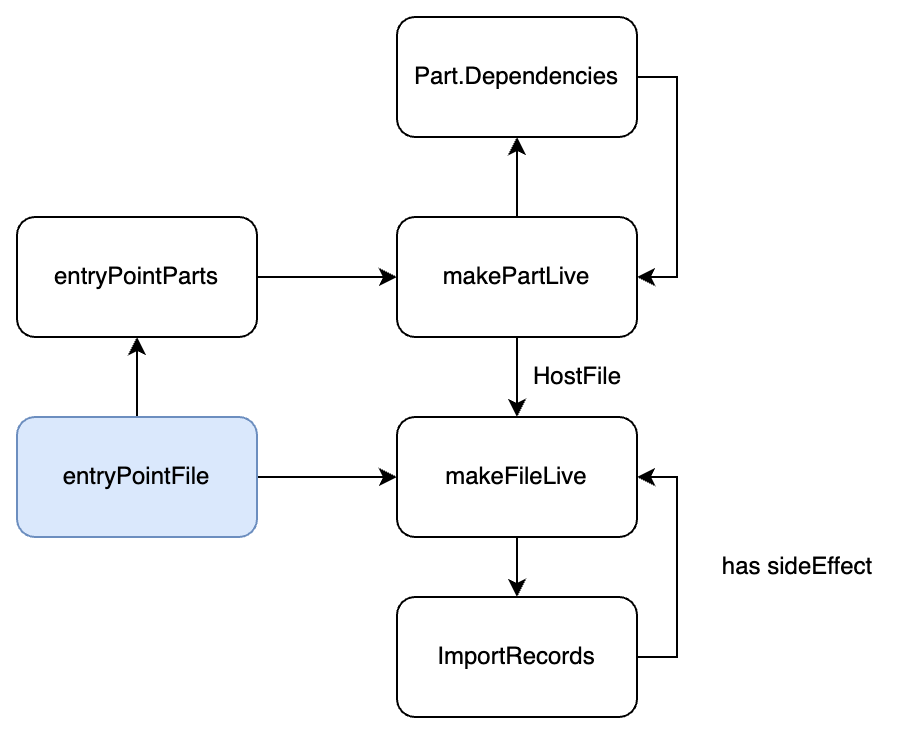 Part.Dependencies
entryPointParts
makePartLive
HostFile
entryPointFile
makeFileLive
has sideEffect
ImportRecords